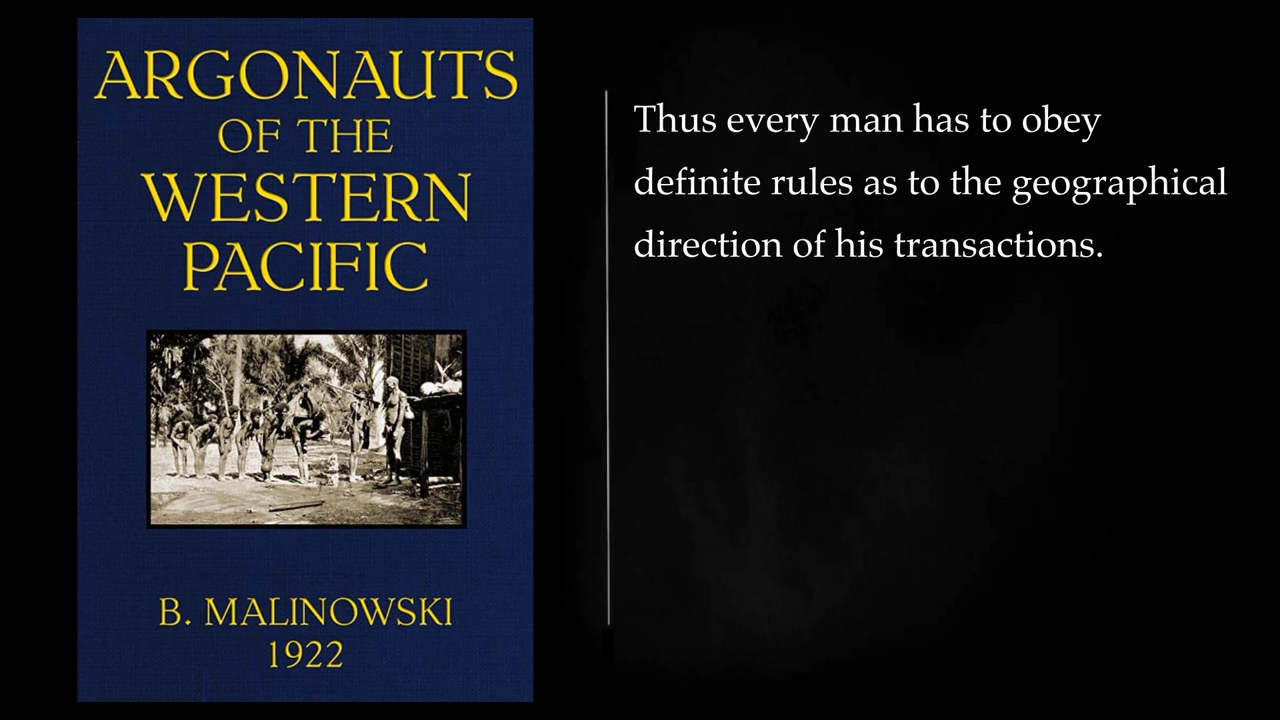 ARGONAUTS
OF THE
WESTERN
PACIFIC
B. MALINOWSKI
1922
Thus every man has to obey
definite rules as to the geographical
direction of his transactions.